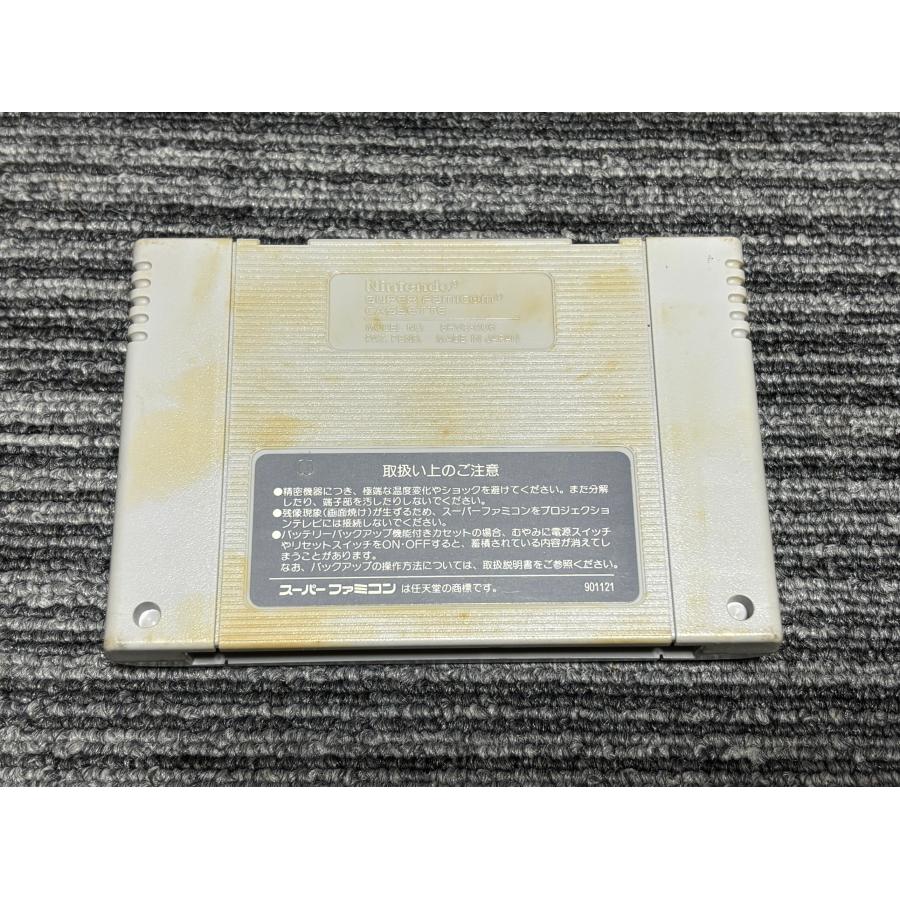 Nintendo®
SUPER FAMICOM®
CASSETTE
MODEL NO. SHVC-006
PAT. PEND. MADE IN JAPAN
取扱い上のご注意
●精密機器につき、極端な温度変化やショックを避けてください。また分解
したり、端子部を汚したりしないでください。
●残像現象(画面焼け)が生ずるため、スーパーファミコンをプロジェクショ
ンテレビには接続しないでください。
●バッテリーバックアップ機能付きカセットの場合、むやみに電源スイッチ
やリセットスイッチをON・OFFすると、蓄積されている内容が消えてし
まうことがあります。
なお、バックアップの操作方法については、取扱説明書をご参照ください。
スーパーファミコン は任天堂の商標です。 901121